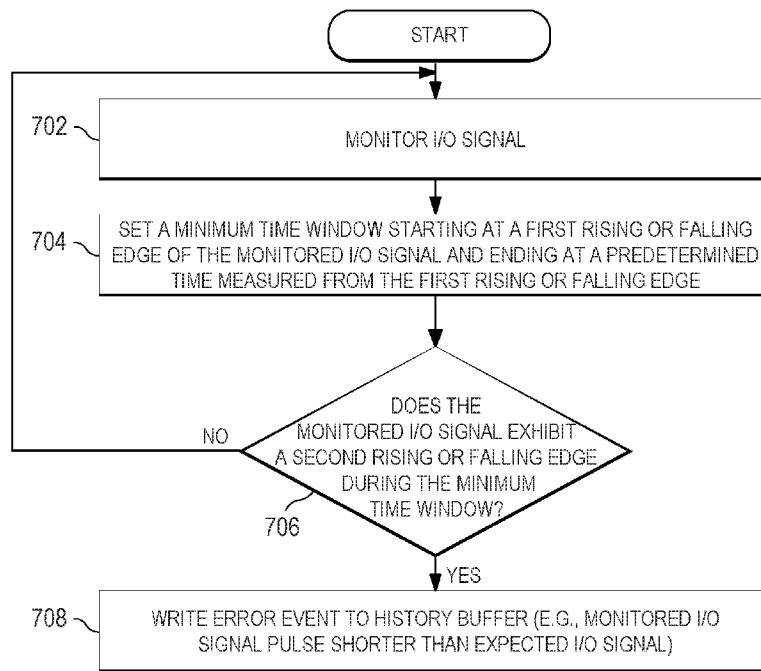 START
702
MONITOR I/O SIGNAL
704
SET A MINIMUM TIME WINDOW STARTING AT A FIRST RISING OR FALLING
EDGE OF THE MONITORED I/O SIGNAL AND ENDING AT A PREDETERMINED
TIME MEASURED FROM THE FIRST RISING OR FALLING EDGE
DOES THE
MONITORED I/O SIGNAL EXHIBIT
A SECOND RISING OR FALLING EDGE
DURING THE MINIMUM
TIME WINDOW?
NO
706
YES
708
WRITE ERROR EVENT TO HISTORY BUFFER (E.G., MONITORED I/O
SIGNAL PULSE SHORTER THAN EXPECTED I/O SIGNAL)